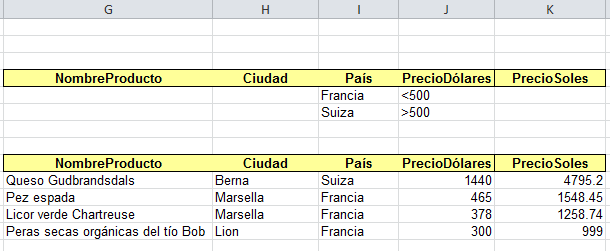 G H I J K
NombreProducto Ciudad País PrecioDólares PrecioSoles
Francia <500
Suiza >500
NombreProducto Ciudad País PrecioDólares PrecioSoles
Queso Gudbrandsdals Berna Suiza 1440 4795.2
Pez espada Marsella Francia 465 1548.45
Licor verde Chartreuse Marsella Francia 378 1258.74
Peras secas orgánicas del tío Bob Lion Francia 300 999